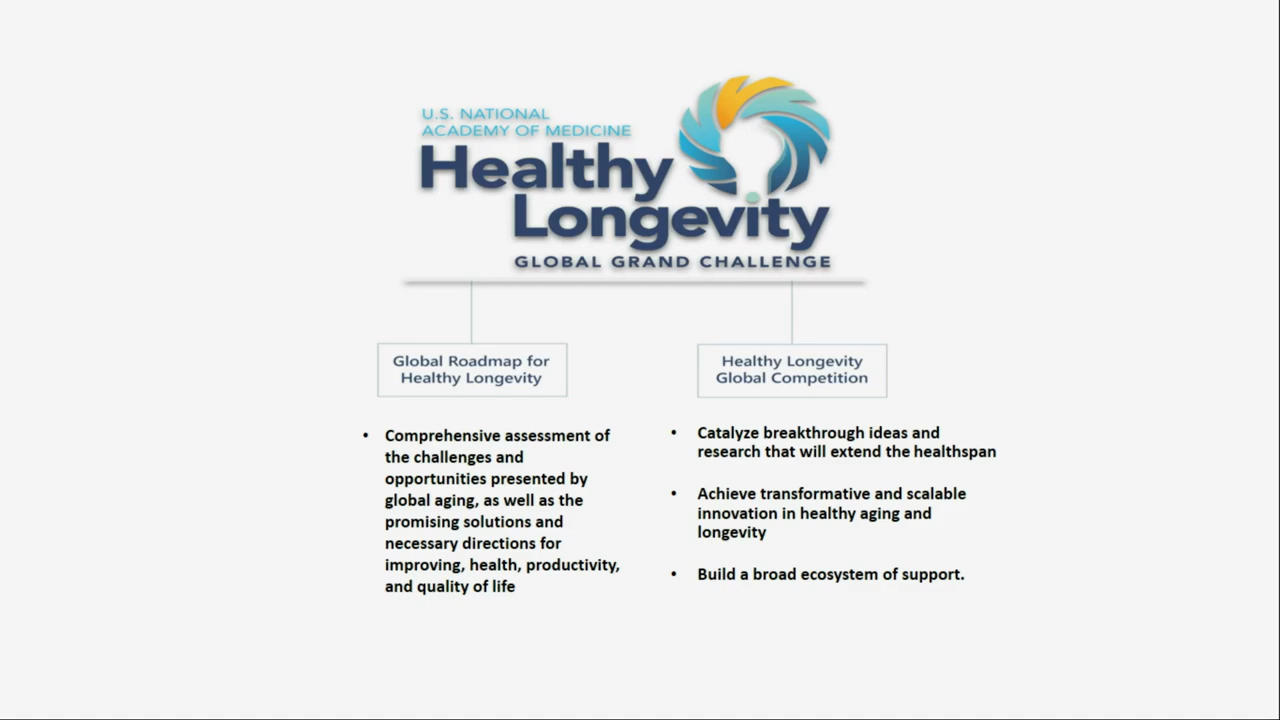 U.S. NATIONAL
ACADEMY OF MEDICINE
Healthy
Longevity
GLOBAL GRAND CHALLENGE
Global Roadmap for
Healthy Longevity
• Comprehensive assessment of
the challenges and
opportunities presented by
global aging, as well as the
promising solutions and
necessary directions for
improving, health, productivity,
and quality of life
Healthy Longevity
Global Competition
• Catalyze breakthrough ideas and
research that will extend the healthspan
• Achieve transformative and scalable
innovation in healthy aging and
longevity
• Build a broad ecosystem of support.